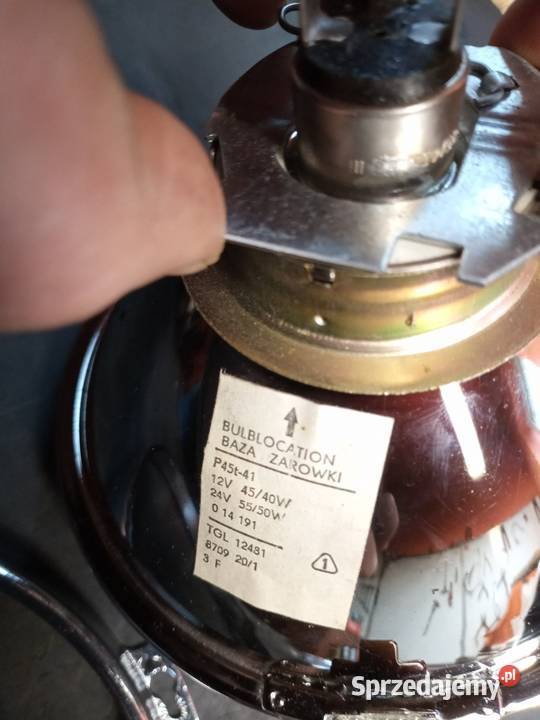 BULBLOCATION
BAZA ŻAROWKI
P45t-41
12V 45/40W
24V 55/50W
0 14 191
TGL 12481
8709 20/1
3 F
1
Sprzedajemy.pl